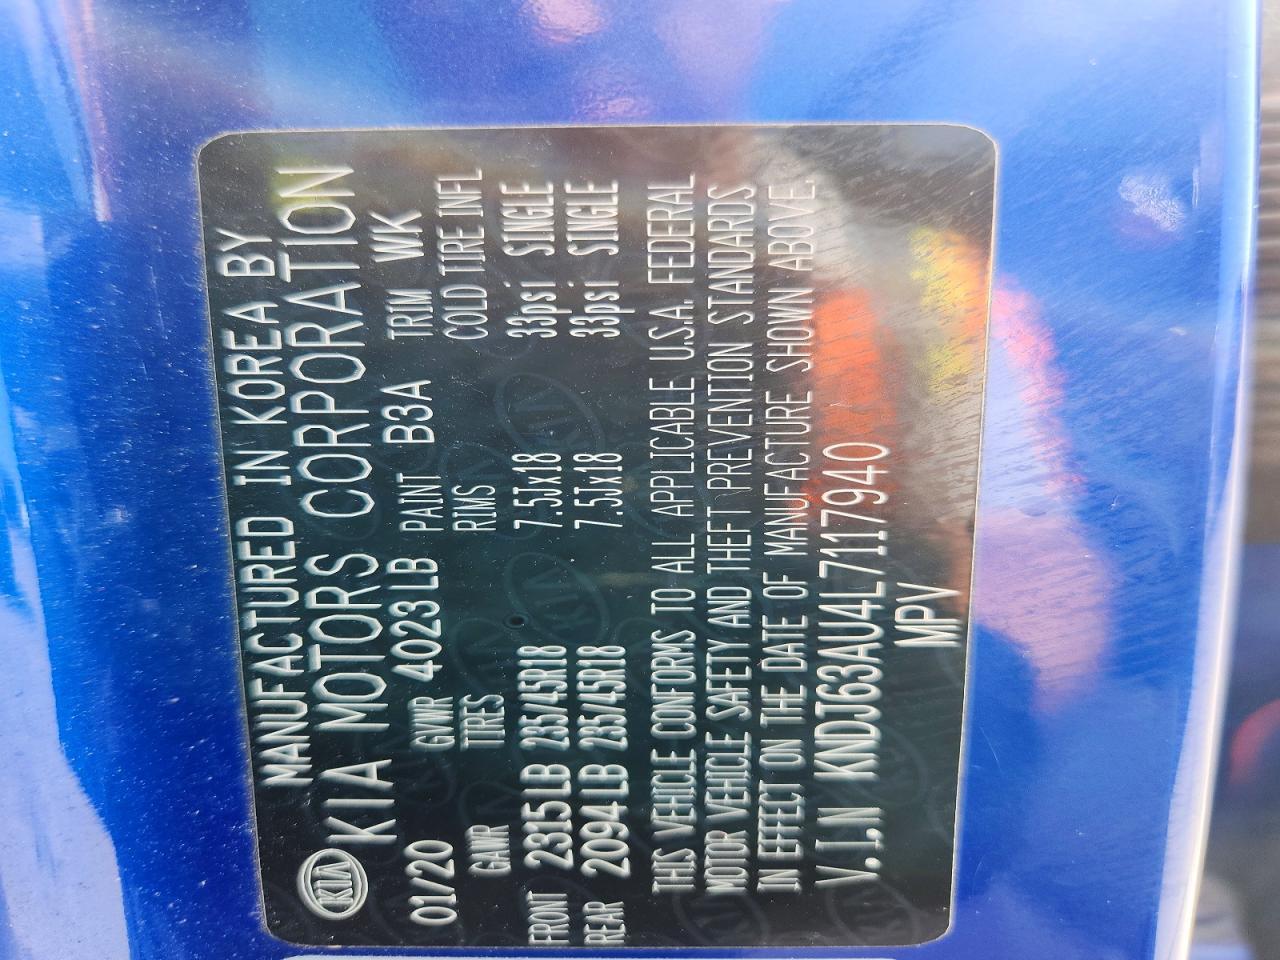 MANUFACTURED IN KOREA BY
KIA KIA MOTORS CORPORATION
01/20 GWR 4023LB PAINT B3A TRIM WK
GAWR TIRES RIMS COLD TIRE INFL
FRONT 2315LB 235/45R18 7.5Jx18 33psi SINGLE
REAR 2094LB 235/45R18 7.5Jx18 33psi SINGLE
THIS VEHICLE CONFORMS TO ALL APPLICABLE U.S.A. FEDERAL
MOTOR VEHICLE SAFETY AND THEFT PREVENTION STANDARDS
IN EFFECT ON THE DATE OF MANUFACTURE SHOWN ABOVE.
V.I.N KNDJ63AU4L7117940
MPV